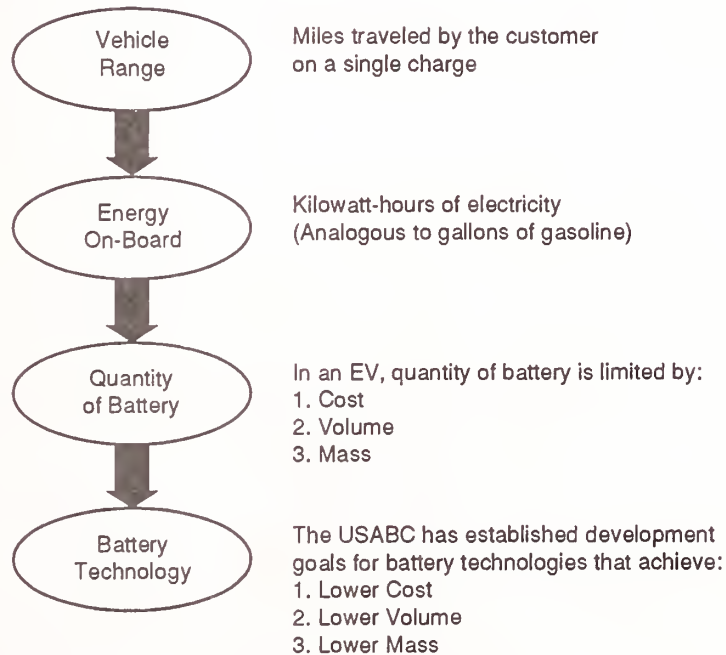 Vehicle
Range
Miles traveled by the customer
on a single charge
Energy
On-Board
Kilowatt-hours of electricity
(Analogous to gallons of gasoline)
Quantity
of Battery
In an EV, quantity of battery is limited by:
1. Cost
2. Volume
3. Mass
Battery
Technology
The USABC has established development
goals for battery technologies that achieve:
1. Lower Cost
2. Lower Volume
3. Lower Mass